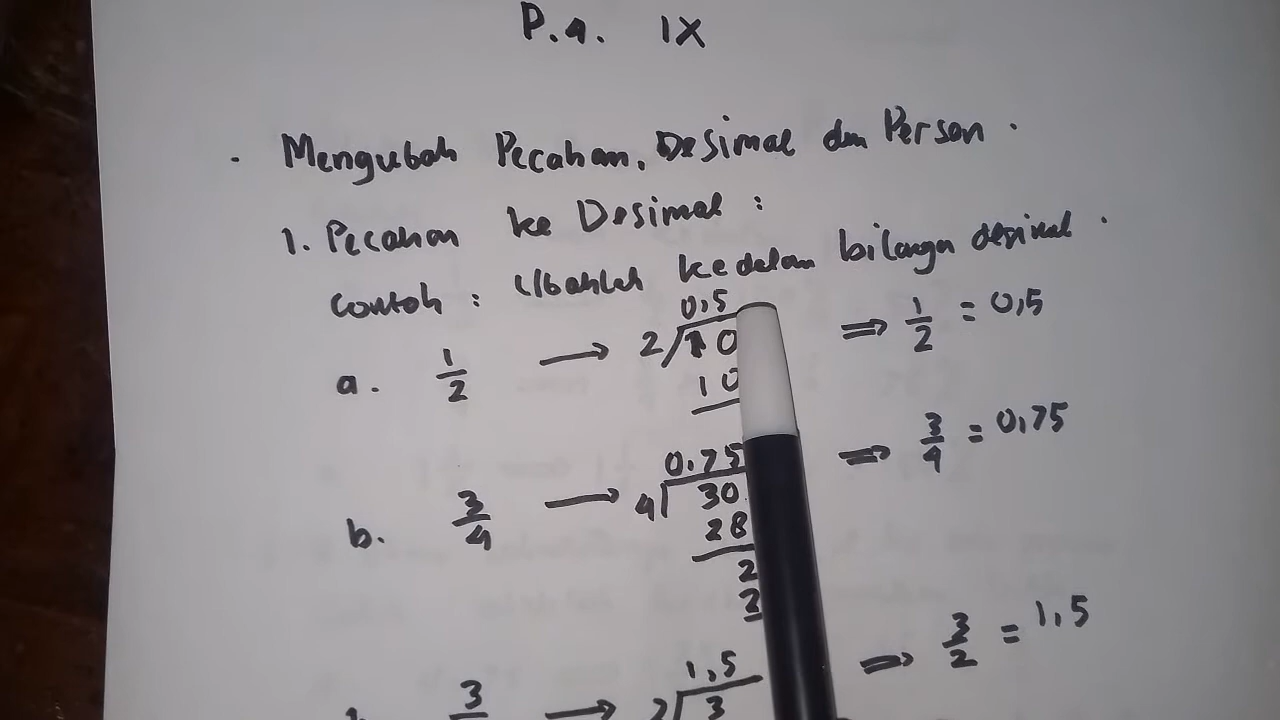 P.4. IX
· Mengubah Pecahan, Desimal dan Persen.
1. Pecahan ke Desimal :
Contoh : Ubahlah kedalam bilangan desimal.
0,5
a. 1/2 → 2/10 ⇒ 1/2 = 0,5
10
0,75
b. 3/4 → 4/30 ⇒ 3/4 = 0,75
28
2
2
1,5
3 → 2/3 ⇒ 3/2 = 1,5